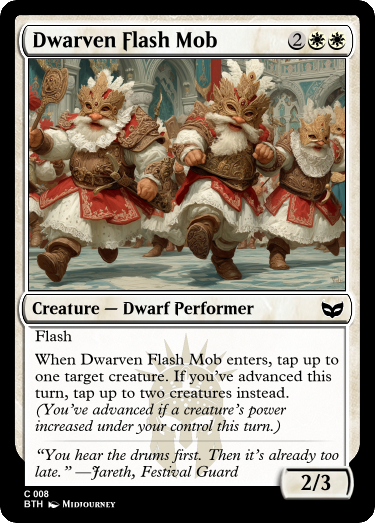 Dwarven Flash Mob 2
Creature — Dwarf Performer
Flash
When Dwarven Flash Mob enters, tap up to
one target creature. If you've advanced this
turn, tap up to two creatures instead.
(You've advanced if a creature's power
increased under your control this turn.)
"You hear the drums first. Then it's already too
late." —Jareth, Festival Guard
2/3
C 008
BTH Midjourney